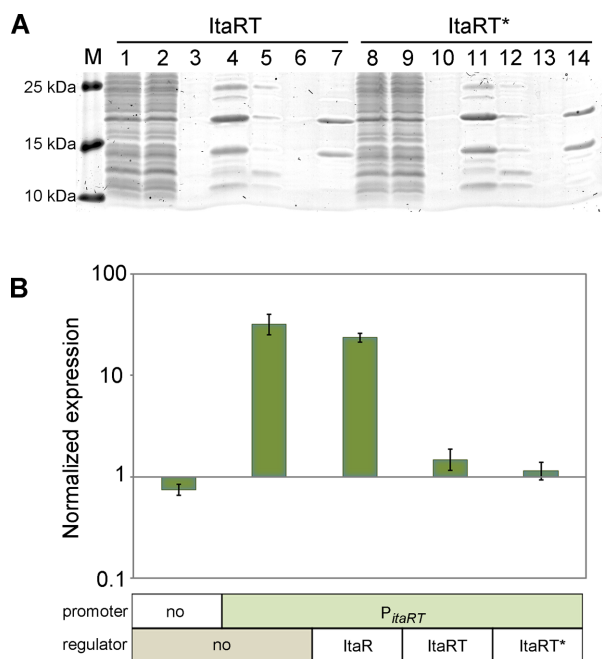 A
ItaRT ItaRT*
M 1 2 3 4 5 6 7 8 9 10 11 12 13 14
25 kDa
15 kDa
10 kDa
B
Normalized expression
100
10
1
0.1
promoter no PitaRT
regulator no ItaR ItaRT ItaRT*